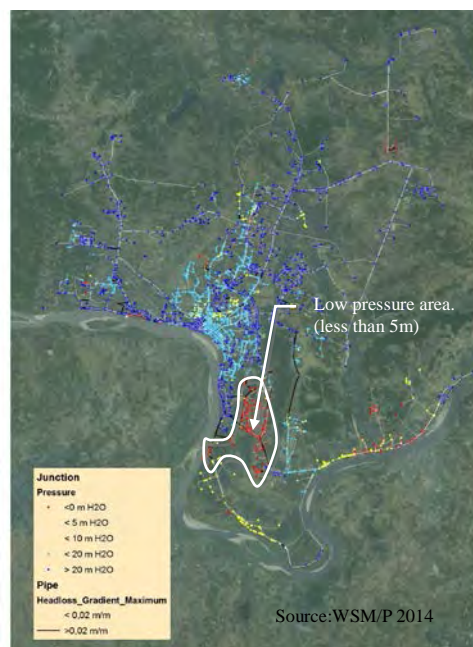 Low pressure area.
(less than 5m)
Junction
Pressure
<0 m H2O
< 5 m H2O
< 10 m H2O
< 20 m H2O
> 20 m H2O
Pipe
Headloss_Gradient_Maximum
< 0,02 m/m
>0,02 m/m
Source:WSM/P 2014